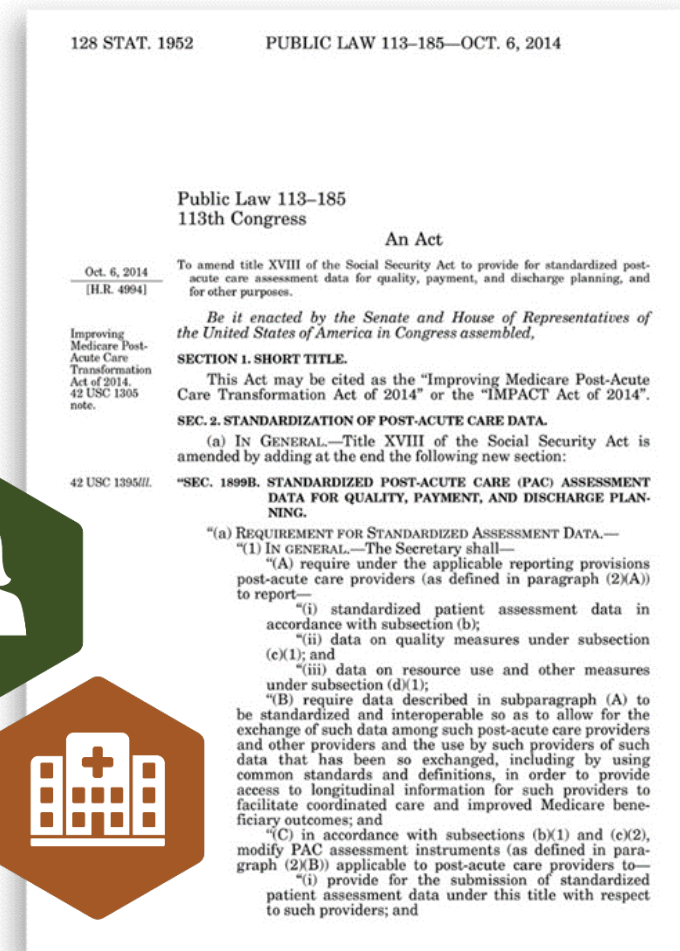 128 STAT. 1952 PUBLIC LAW 113–185—OCT. 6, 2014
Public Law 113–185
113th Congress
An Act
Oct. 6, 2014
[H.R. 4994]
To amend title XVIII of the Social Security Act to provide for standardized post-
acute care assessment data for quality, payment, and discharge planning, and
for other purposes.
Be it enacted by the Senate and House of Representatives of
the United States of America in Congress assembled,
Improving
Medicare Post-
Acute Care
Transformation
Act of 2014.
42 USC 1305
note.
SECTION 1. SHORT TITLE.
This Act may be cited as the “Improving Medicare Post-Acute
Care Transformation Act of 2014” or the “IMPACT Act of 2014”.
SEC. 2. STANDARDIZATION OF POST-ACUTE CARE DATA.
(a) IN GENERAL.—Title XVIII of the Social Security Act is
amended by adding at the end the following new section:
42 USC 1395lll.
“SEC. 1899B. STANDARDIZED POST-ACUTE CARE (PAC) ASSESSMENT
DATA FOR QUALITY, PAYMENT, AND DISCHARGE PLAN-
NING.
“(a) REQUIREMENT FOR STANDARDIZED ASSESSMENT DATA.—
“(1) IN GENERAL.—The Secretary shall—
“(A) require under the applicable reporting provisions
post-acute care providers (as defined in paragraph (2)(A))
to report—
“(i) standardized patient assessment data in
accordance with subsection (b);
“(ii) data on quality measures under subsection
(c)(1); and
“(iii) data on resource use and other measures
under subsection (d)(1);
“(B) require data described in subparagraph (A) to
be standardized and interoperable so as to allow for the
exchange of such data among such post-acute care providers
and other providers and the use by such providers of such
data that has been so exchanged, including by using
common standards and definitions, in order to provide
access to longitudinal information for such providers to
facilitate coordinated care and improved Medicare bene-
ficiary outcomes; and
“(C) in accordance with subsections (b)(1) and (c)(2),
modify PAC assessment instruments (as defined in para-
graph (2)(B)) applicable to post-acute care providers to—
“(i) provide for the submission of standardized
patient assessment data under this title with respect
to such providers; and